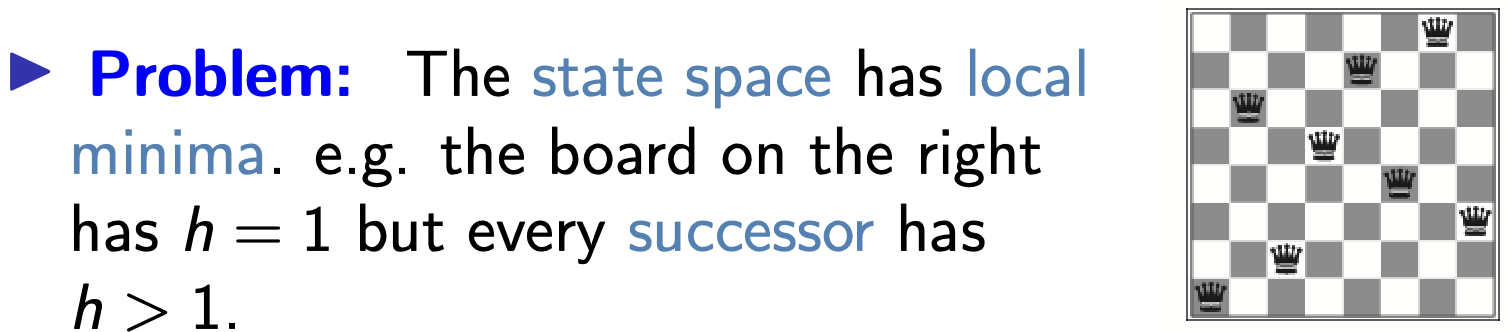 ▶ Problem: The state space has local
minima. e.g. the board on the right
has h = 1 but every successor has
h > 1.